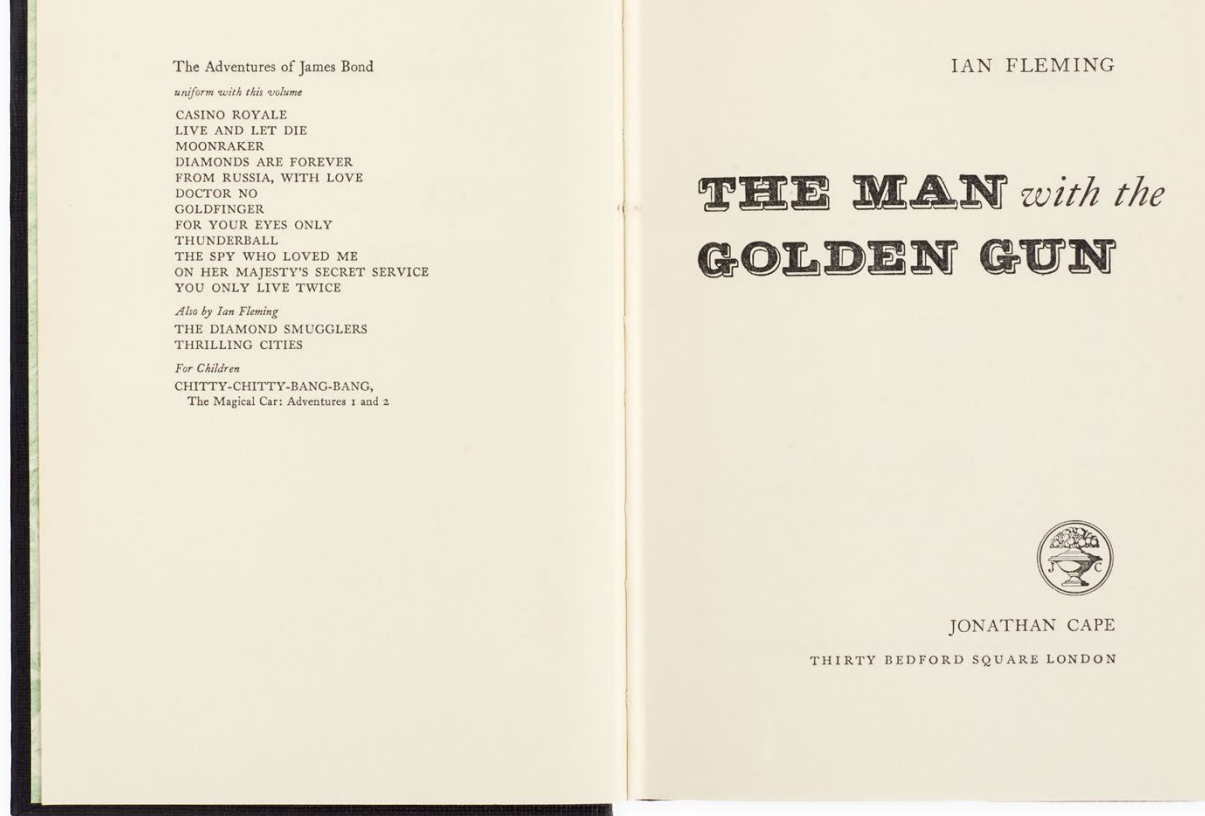 The Adventures of James Bond
uniform with this volume
CASINO ROYALE
LIVE AND LET DIE
MOONRAKER
DIAMONDS ARE FOREVER
FROM RUSSIA, WITH LOVE
DOCTOR NO
GOLDFINGER
FOR YOUR EYES ONLY
THUNDERBALL
THE SPY WHO LOVED ME
ON HER MAJESTY'S SECRET SERVICE
YOU ONLY LIVE TWICE
Also by Ian Fleming
THE DIAMOND SMUGGLERS
THRILLING CITIES
For Children
CHITTY-CHITTY-BANG-BANG,
The Magical Car: Adventures 1 and 2
IAN FLEMING
THE MAN with the
GOLDEN GUN
J C
JONATHAN CAPE
THIRTY BEDFORD SQUARE LONDON